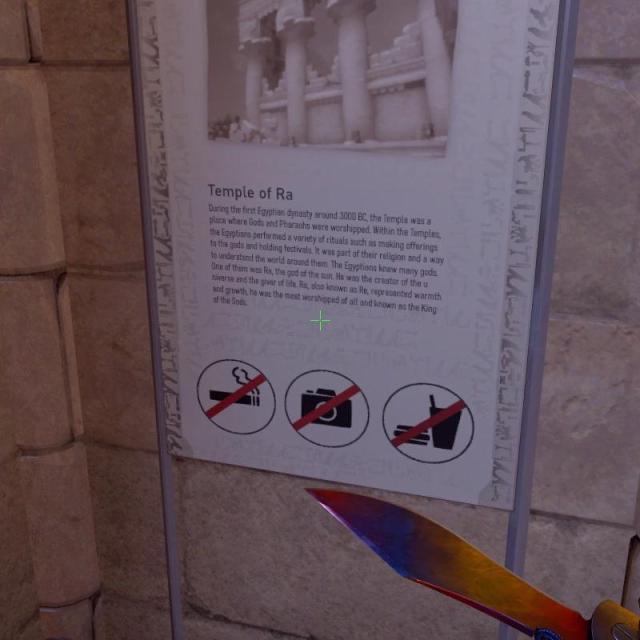 Temple of Ra
During the first Egyptian dynasty around 3000 BC, the Templa was a
place where Gods and Pharaohs were worshipped. Within the Temples,
the Egyptians performed a variety of rituals such as making offerings
to the gods and holding festivals. It was part of their religion and a way
to understand the world around them. The Egyptians knew many gods.
One of them was Ra, the god of the sun. He was the creator of the u
niverse and the giver of life. Ra, also known as Re, represented warmth
and growth, he was the most worshipped of all and known as the King
of the Gods.